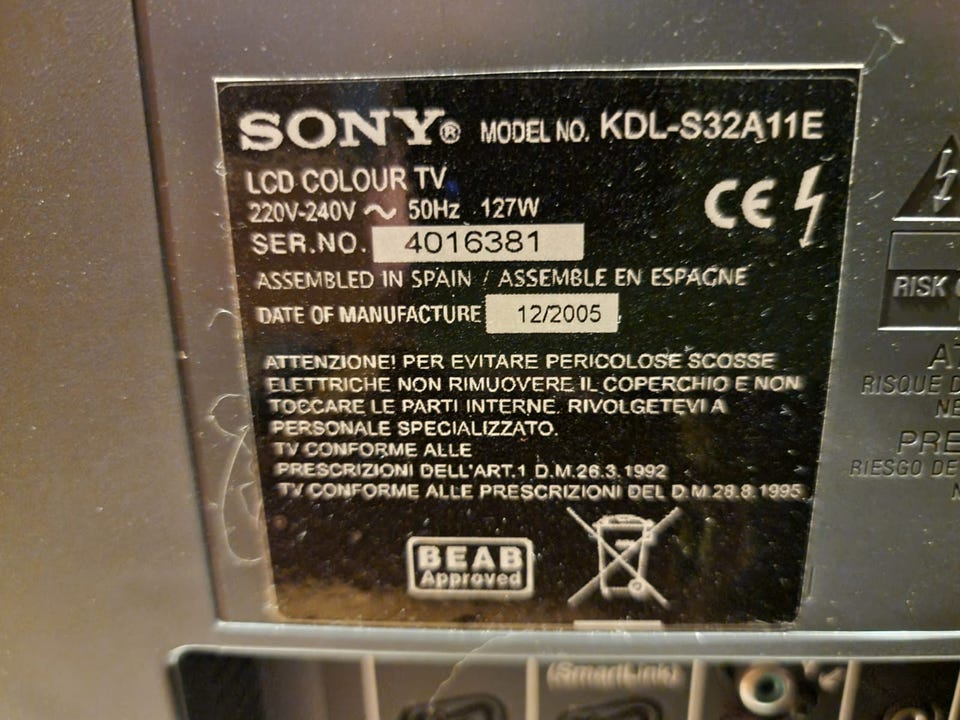 SONY® MODEL NO. KDL-S32A11E
LCD COLOUR TV
220V-240V ~ 50Hz 127W
CE
SER.NO. 4016381
ASSEMBLED IN SPAIN / ASSEMBLE EN ESPAGNE
DATE OF MANUFACTURE 12/2005
ATTENZIONE! PER EVITARE PERICOLOSE SCOSSE
ELETTRICHE NON RIMUOVERE IL COPERCHIO E NON
TOCCARE LE PARTI INTERNE. RIVOLGETEVI A
PERSONALE SPECIALIZZATO.
TV CONFORME ALLE
PRESCRIZIONI DELL'ART.1 D.M.26.3.1992
TV CONFORME ALLE PRESCRIZIONI DEL D.M.28.8.1995
BEAB
Approved
RISK
RISQUE D
NE
PRE
RIESGO DE
(SmartLink)